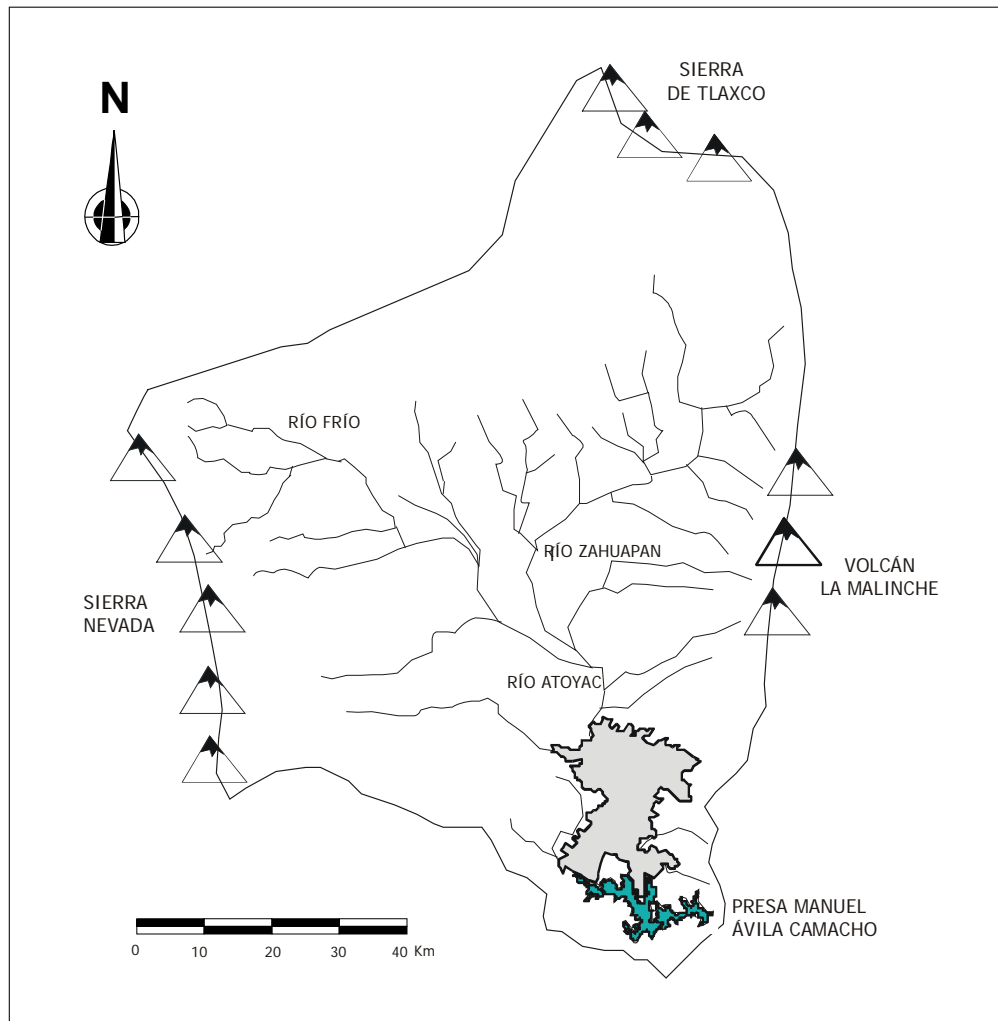 SIERRA
DE TLAXCO
N
RÍO FRÍO
RÍO ZAHUAPAN
VOLCÁN
LA MALINCHE
SIERRA
NEVADA
RÍO ATOYAC
PRESA MANUEL
ÁVILA CAMACHO
0 10 20 30 40 Km